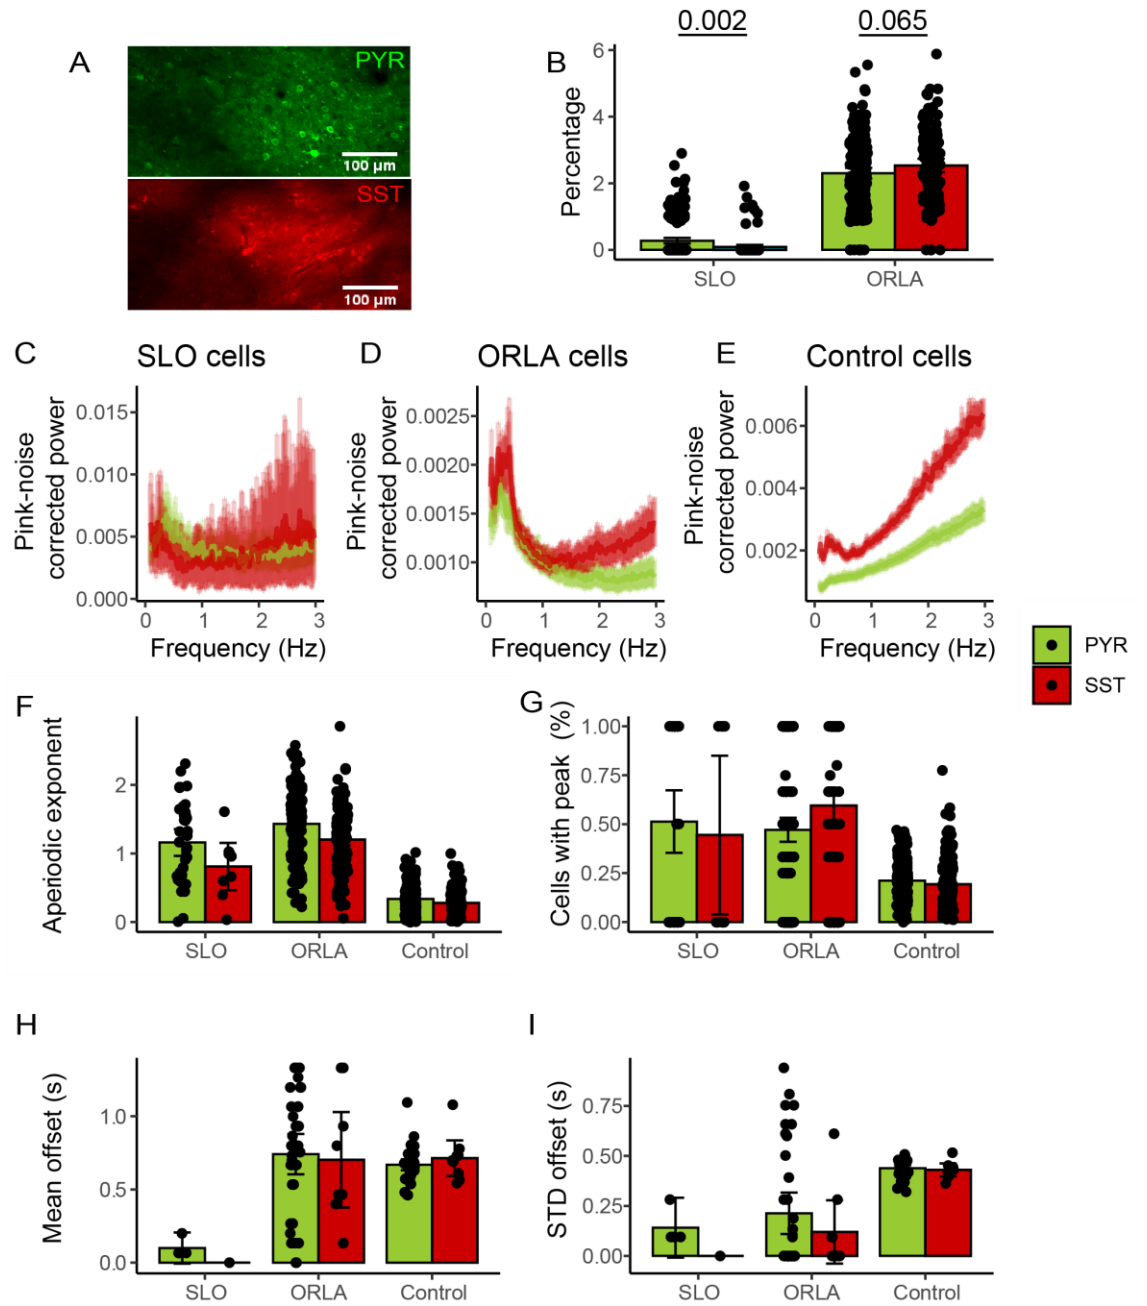 A
PYR
100 µm
SST
100 µm
B
0.002
0.065
Percentage
6
4
2
0
SLO
ORLA
C
SLO cells
Pink-noise
corrected power
0.015
0.010
0.005
0.000
0
1
2
3
Frequency (Hz)
D
ORLA cells
Pink-noise
corrected power
0.0025
0.0020
0.0015
0.0010
0
1
2
3
Frequency (Hz)
E
Control cells
Pink-noise
corrected power
0.006
0.004
0.002
0
1
2
3
Frequency (Hz)
PYR
SST
F
Aperiodic exponent
2
1
0
SLO
ORLA
Control
G
Cells with peak (%)
1.00
0.75
0.50
0.25
0.00
SLO
ORLA
Control
H
Mean offset (s)
1.0
0.5
0.0
SLO
ORLA
Control
I
STD offset (s)
0.75
0.50
0.25
0.00
SLO
ORLA
Control